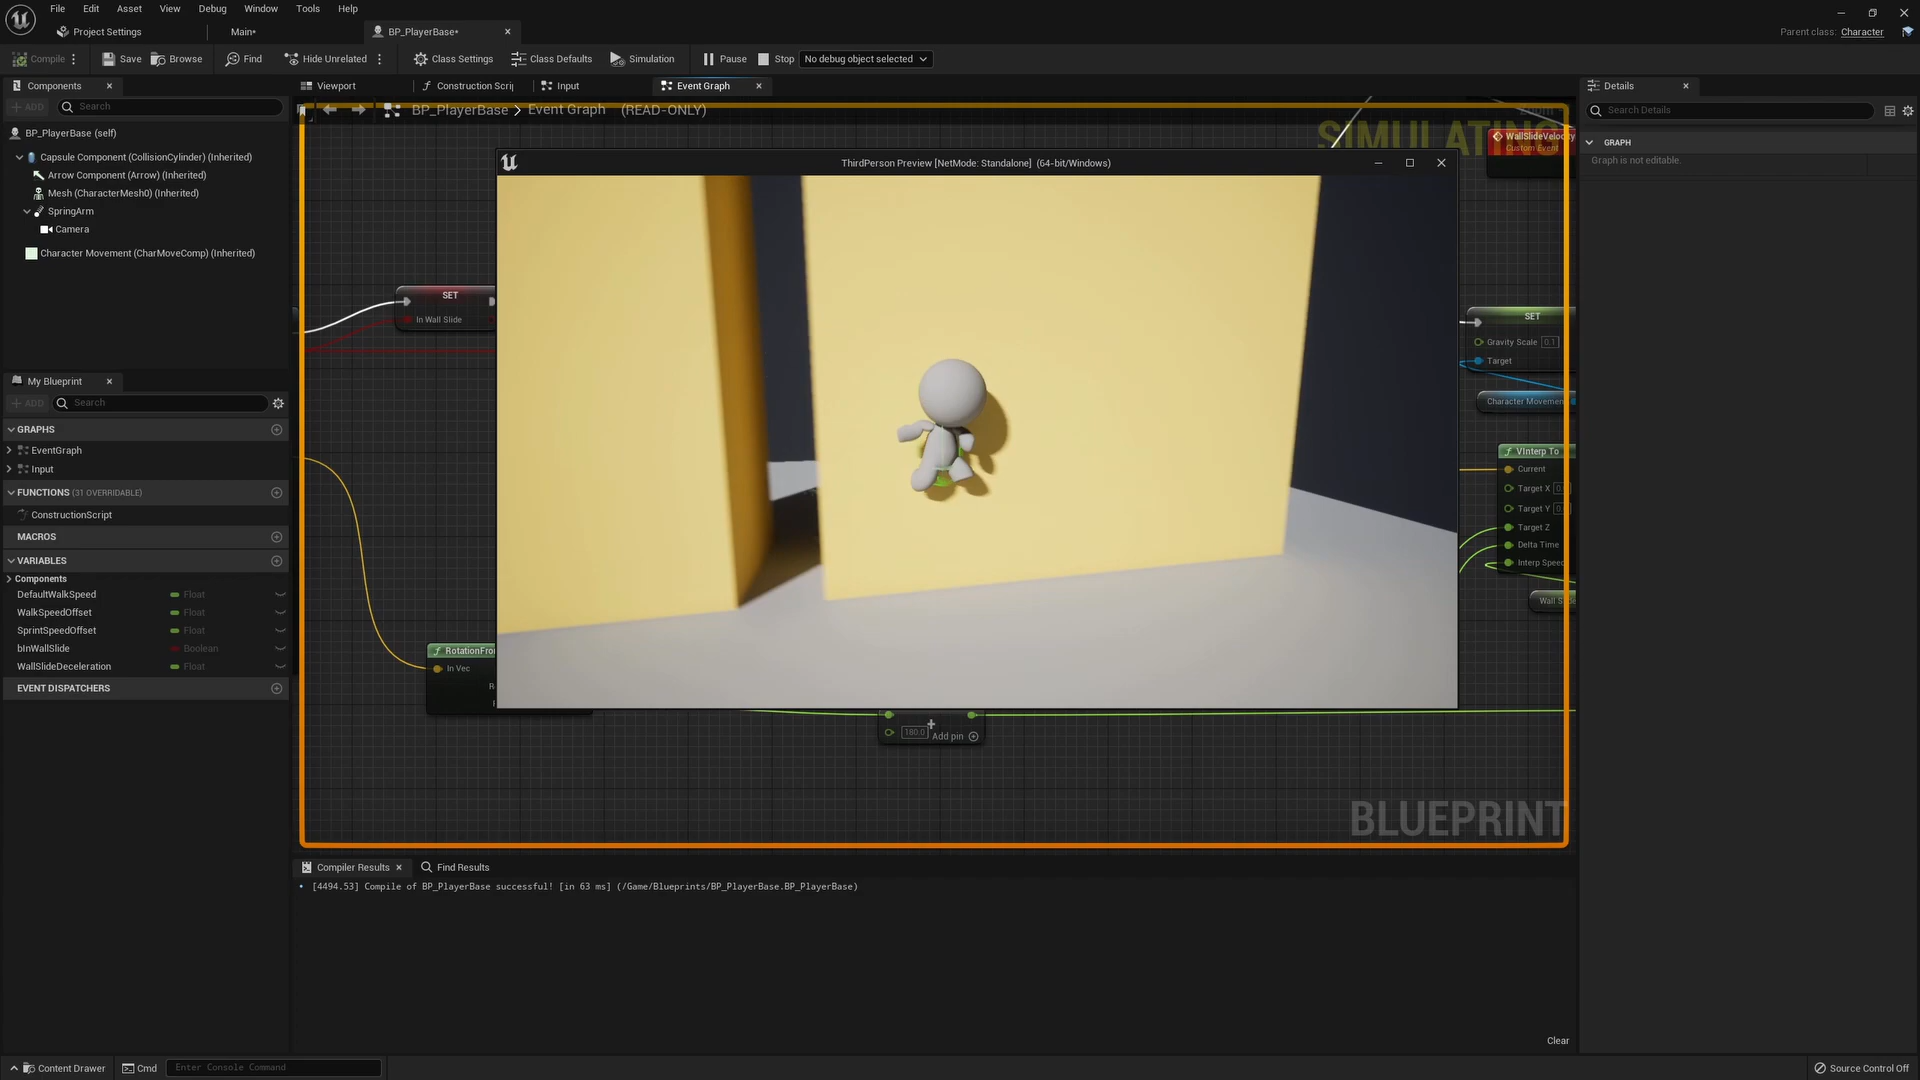 File Edit Asset View Debug Window Tools Help
Project Settings
Main*
BP_PlayerBase*
Parent class: Character
Compile
Save
Browse
Find
Hide Unrelated
Class Settings
Class Defaults
Simulation
Pause
Stop
No debug object selected
Components
Viewport
Construction Scrip
Input
Event Graph
Details
ADD
Search
BP_PlayerBase > Event Graph (READ-ONLY)
Search Details
SIMULATING
BP_PlayerBase (self)
Capsule Component (CollisionCylinder) (Inherited)
Arrow Component (Arrow) (Inherited)
Mesh (CharacterMesh0) (Inherited)
SpringArm
Camera
Character Movement (CharMoveComp) (Inherited)
WallSlideVelocity
Custom Event
GRAPH
Graph is not editable.
ThirdPerson Preview [NetMode: Standalone] (64-bit/Windows)
SET
In Wall Slide
SET
Gravity Scale 0.1
Target
Character Movemen
My Blueprint
ADD
Search
GRAPHS
EventGraph
Input
FUNCTIONS (31 OVERRIDABLE)
ConstructionScript
MACROS
VARIABLES
Components
DefaultWalkSpeed Float
WalkSpeedOffset Float
SprintSpeedOffset Float
bInWallSlide Boolean
WallSlideDeceleration Float
EVENT DISPATCHERS
VInterp To
Current
Target X
Target Y
Target Z
Delta Time
Interp Speed
RotationFro
In Vec
180.0
Add pin
BLUEPRINT
Compiler Results
Find Results
[4494.53] Compile of BP_PlayerBase successful! [in 63 ms] (/Game/Blueprints/BP_PlayerBase.BP_PlayerBase)
Clear
Content Drawer
Cmd
Enter Console Command
Source Control Off